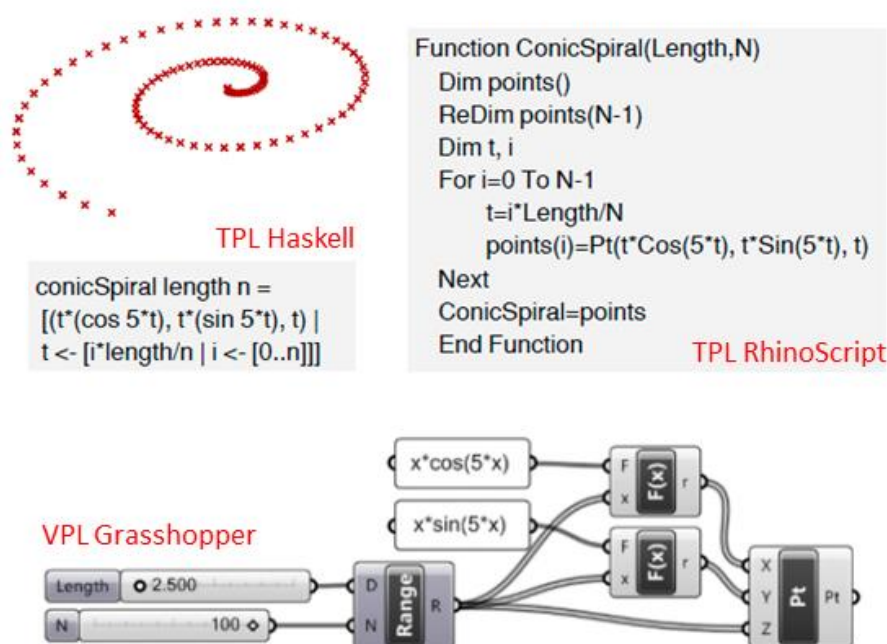 TPL Haskell
conicSpiral length n =
[(t*(cos 5*t), t*(sin 5*t), t) |
t <- [i*length/n | i <- [0..n]]]
Function ConicSpiral(Length,N)
Dim points()
ReDim points(N-1)
Dim t, i
For i=0 To N-1
t=i*Length/N
points(i)=Pt(t*Cos(5*t), t*Sin(5*t), t)
Next
ConicSpiral=points
End Function
TPL RhinoScript
VPL Grasshopper
Length 2.500
N 100
D
N
Range
R
x*cos(5*x)
x*sin(5*x)
F
x
F(x)
r
F
x
F(x)
r
X
Y
Z
Pt
Pt